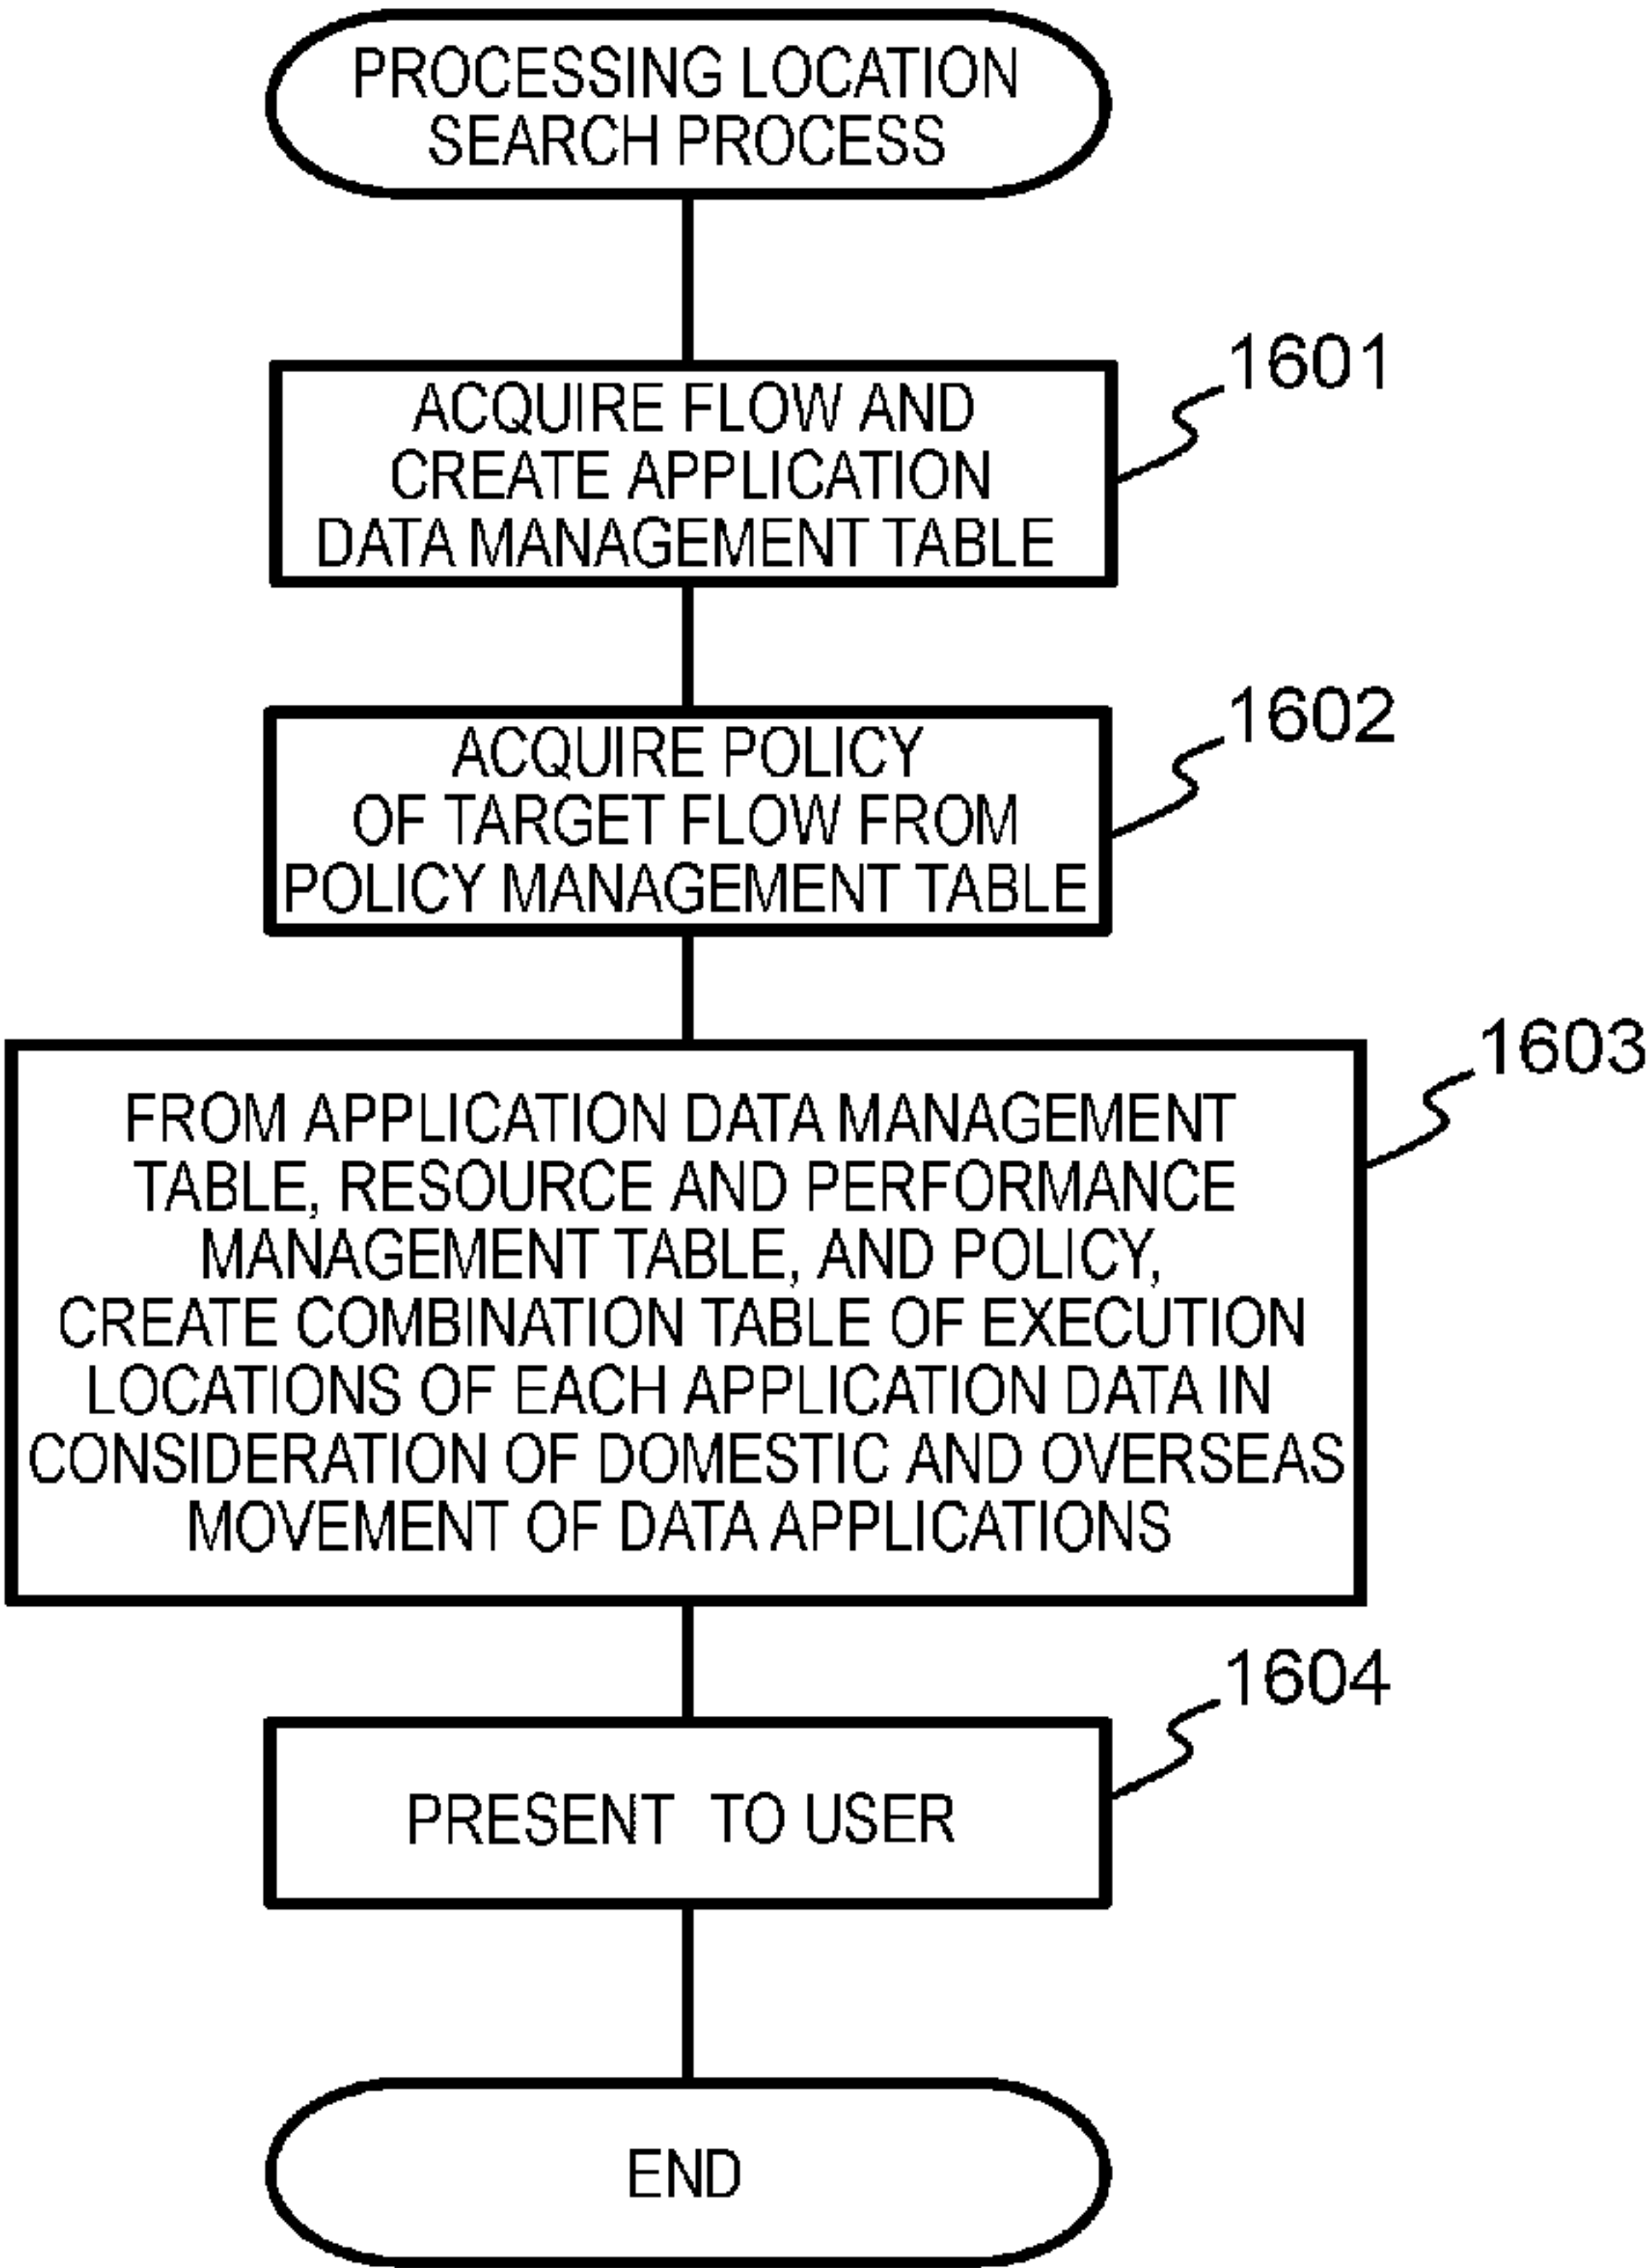 PROCESSING LOCATION
SEARCH PROCESS
1601
ACQUIRE FLOW AND
CREATE APPLICATION
DATA MANAGEMENT TABLE
1602
ACQUIRE POLICY
OF TARGET FLOW FROM
POLICY MANAGEMENT TABLE
1603
FROM APPLICATION DATA MANAGEMENT
TABLE, RESOURCE AND PERFORMANCE
MANAGEMENT TABLE, AND POLICY,
CREATE COMBINATION TABLE OF EXECUTION
LOCATIONS OF EACH APPLICATION DATA IN
CONSIDERATION OF DOMESTIC AND OVERSEAS
MOVEMENT OF DATA APPLICATIONS
1604
PRESENT TO USER
END